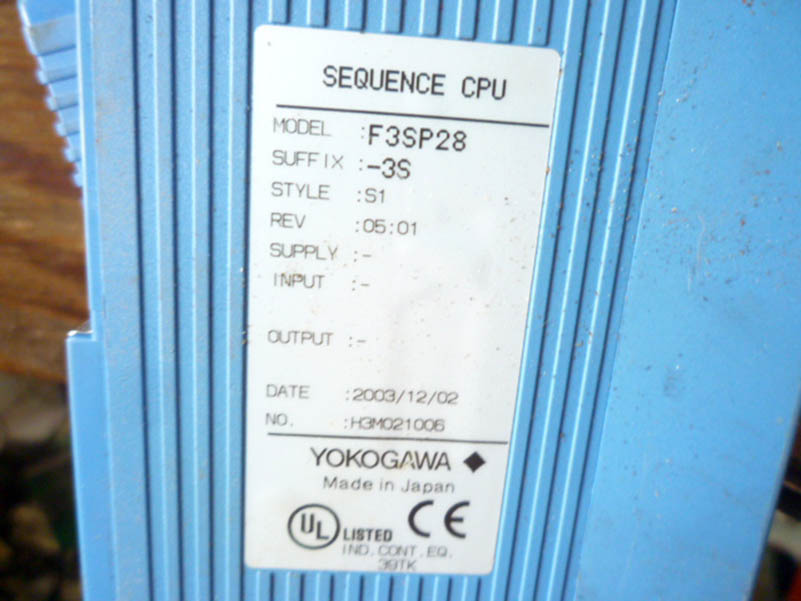 SEQUENCE CPU
MODEL :F3SP28
SUFFIX :-3S
STYLE :S1
REV :05:01
SUPPLY :-
INPUT :-
OUTPUT :-
DATE :2003/12/02
NO. :H3M021006
YOKOGAWA ◆
Made in Japan
UL LISTED CE
IND. CONT. EQ.
39TK